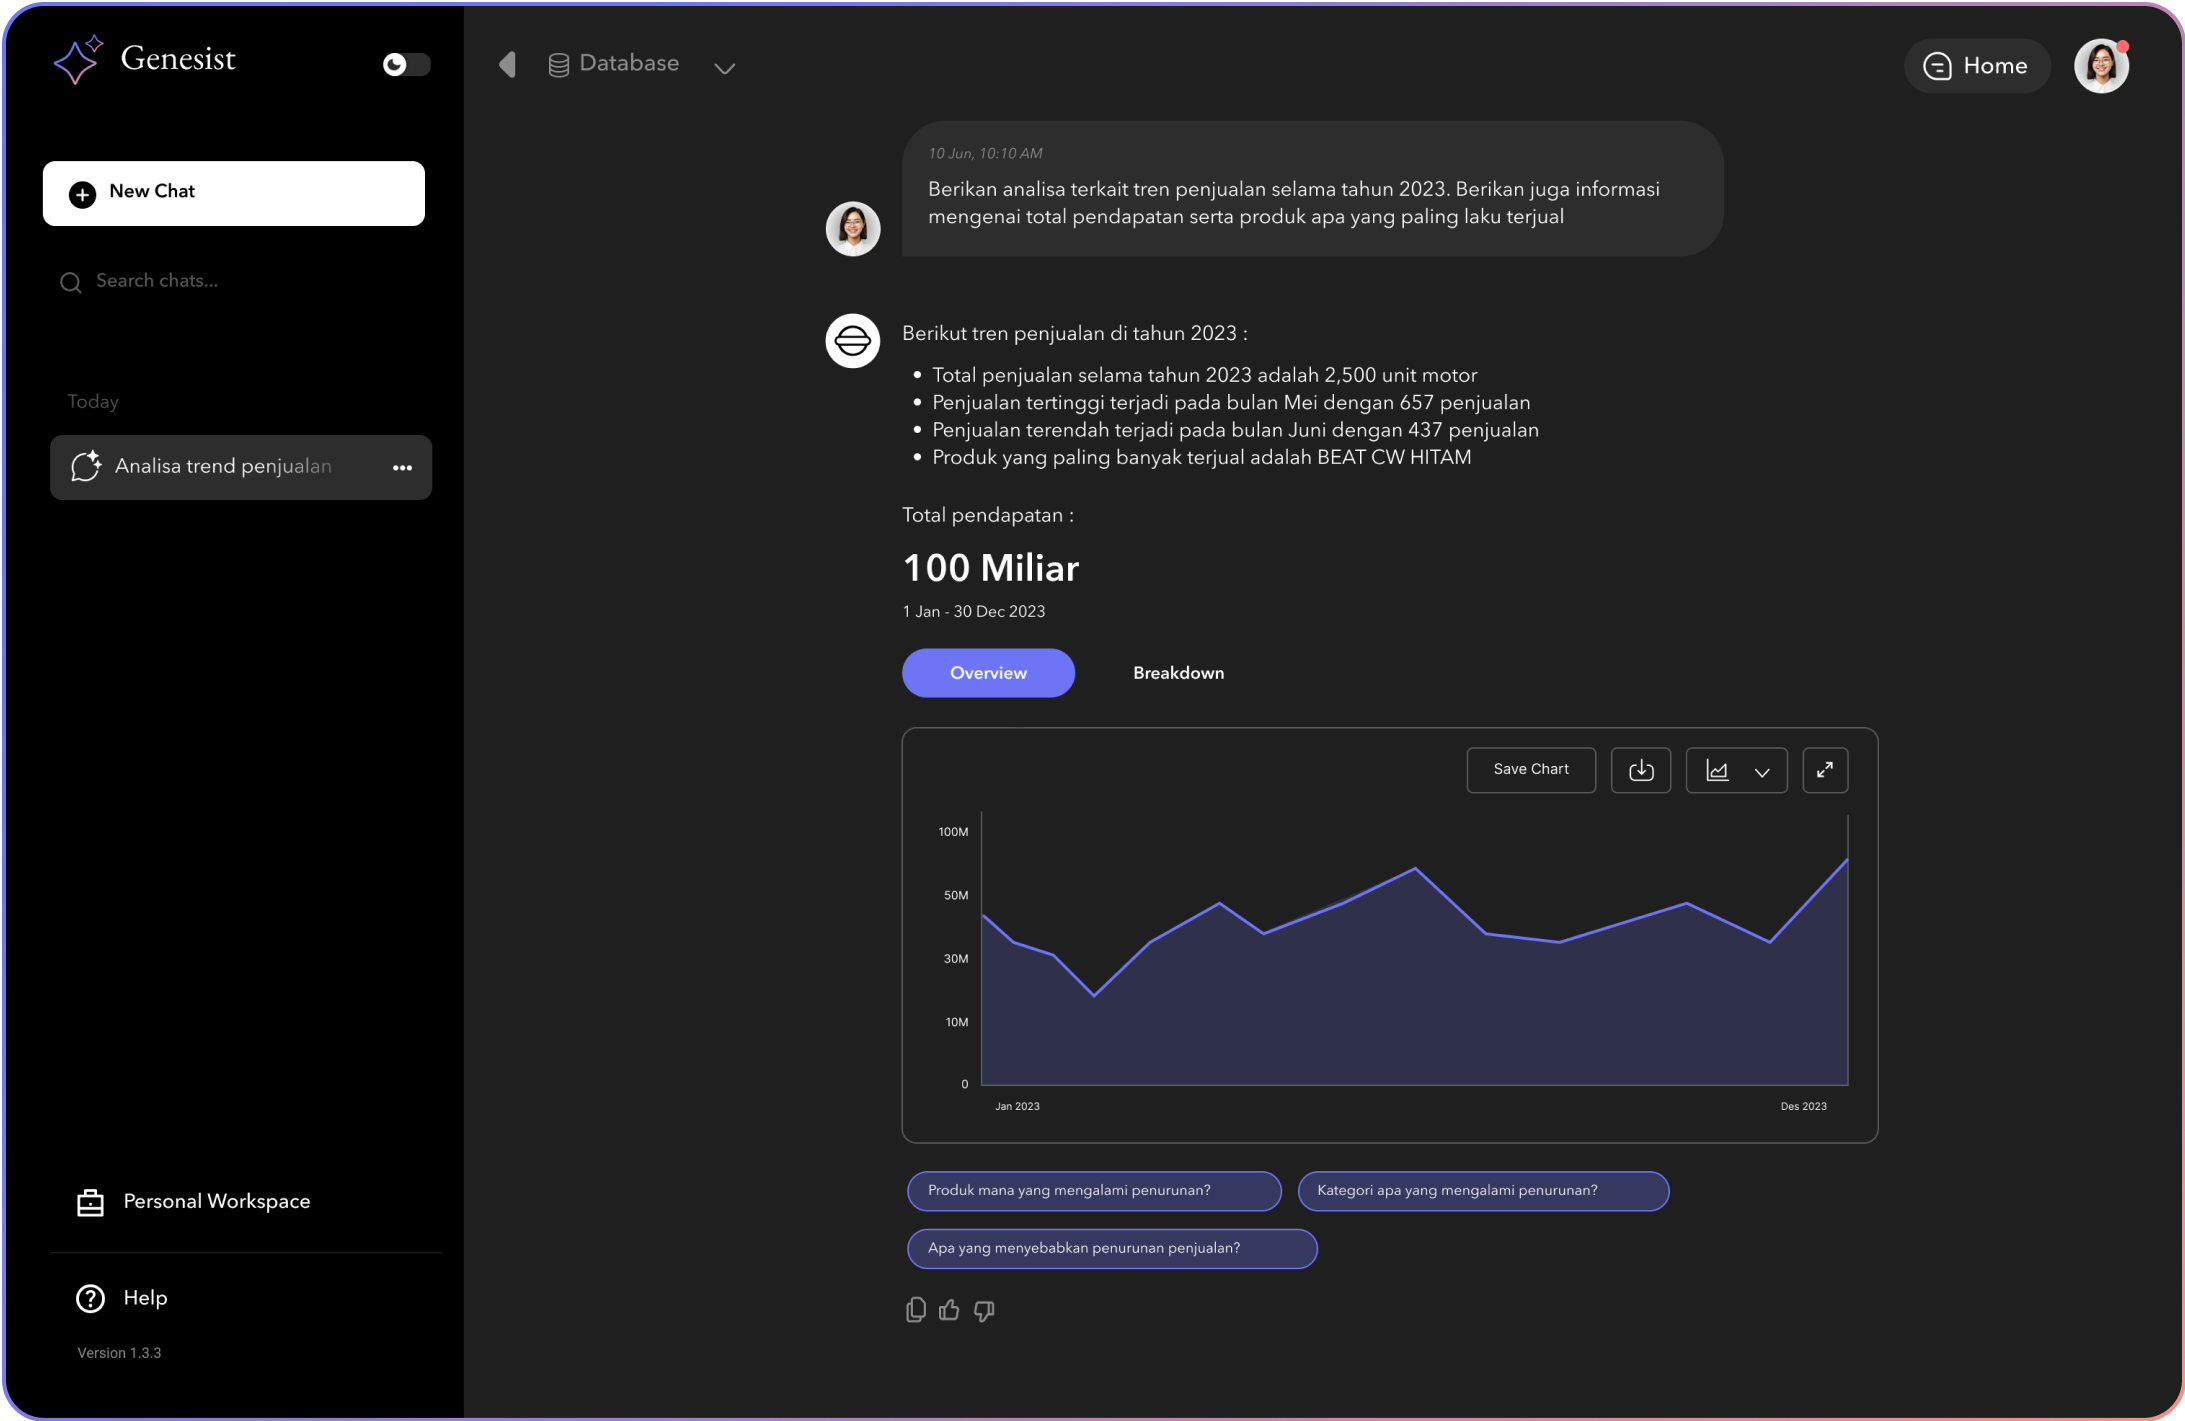 Genesist
New Chat
Search chats...
Today
Analisa trend penjualan
Personal Workspace
Help
Version 1.3.3
Database
Home
10 Jun, 10:10 AM
Berikan analisa terkait tren penjualan selama tahun 2023. Berikan juga informasi
mengenai total pendapatan serta produk apa yang paling laku terjual
Berikut tren penjualan di tahun 2023 :
• Total penjualan selama tahun 2023 adalah 2,500 unit motor
• Penjualan tertinggi terjadi pada bulan Mei dengan 657 penjualan
• Penjualan terendah terjadi pada bulan Juni dengan 437 penjualan
• Produk yang paling banyak terjual adalah BEAT CW HITAM
Total pendapatan :
100 Miliar
1 Jan - 30 Dec 2023
Overview
Breakdown
Save Chart
100M
50M
30M
10M
0
Jan 2023
Des 2023
Produk mana yang mengalami penurunan?
Kategori apa yang mengalami penurunan?
Apa yang menyebabkan penurunan penjualan?